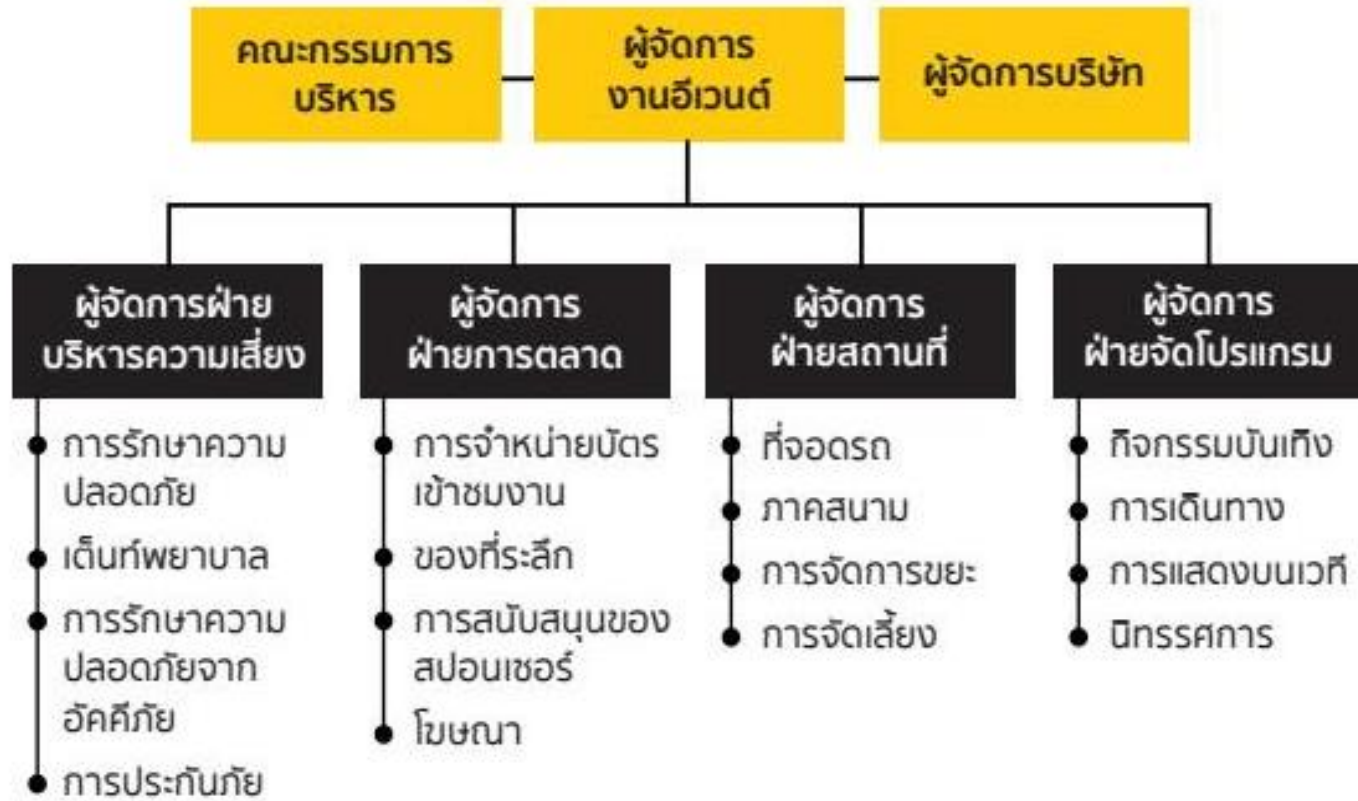 คณะกรรมการ
บริหาร
ผู้จัดการ
งานอีเวนต์
ผู้จัดการบริษัท
ผู้จัดการฝ่าย
บริหารความเสี่ยง
การรักษาความ
ปลอดภัย
เต็นท์พยาบาล
การรักษาความ
ปลอดภัยจาก
อัคคีภัย
การประกันภัย
ผู้จัดการ
ฝ่ายการตลาด
การจำหน่ายบัตร
เข้าชมงาน
ของที่ระลึก
การสนับสนุนของ
สปอนเซอร์
โฆษณา
ผู้จัดการ
ฝ่ายสถานที่
ที่จอดรถ
ภาคสนาม
การจัดการขยะ
การจัดเลี้ยง
ผู้จัดการ
ฝ่ายจัดโปรแกรม
กิจกรรมบันเทิง
การเดินทาง
การแสดงบนเวที
นิทรรศการ